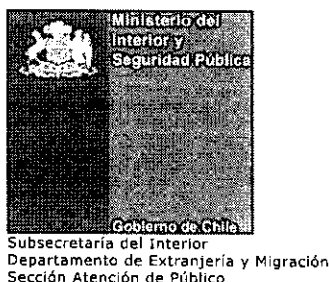 Ministerio del
Interior y
Seguridad Pública
Gobierno de Chile
Subsecretaría del Interior
Departamento de Extranjería y Migración
Sección Atención de Público